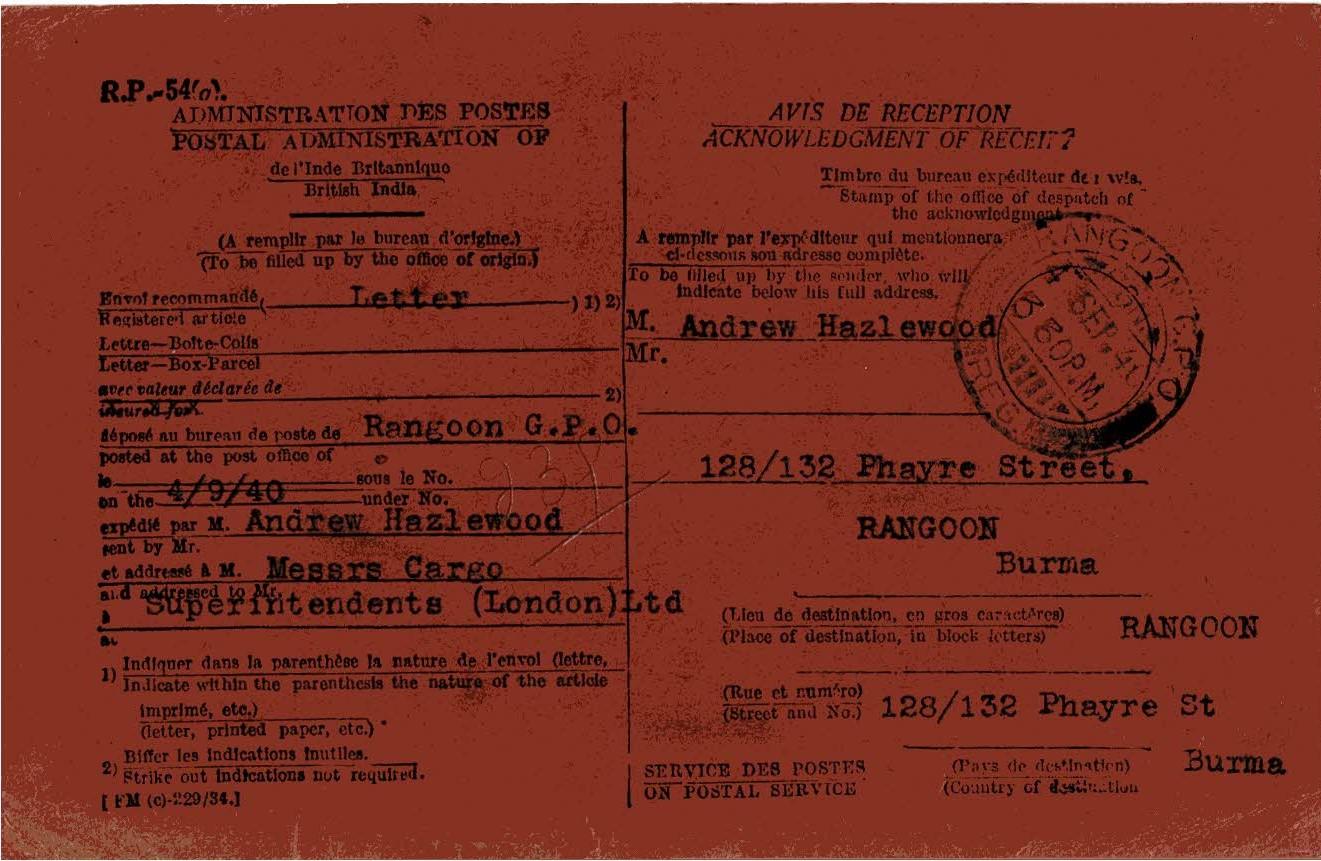 R.P.-54(a).
ADMINISTRATION DES POSTES
POSTAL ADMINISTRATION OF
de l'Inde Britannique
British India
(A remplir par le bureau d'origine.)
(To be filled up by the office of origin.)
Envoi recommandé ( Letter ) 1) 2)
Registered article
Lettre—Boîte-Colis
Letter—Box-Parcel
avec valeur déclarée de 2)
insured for
déposé au bureau de poste de Rangoon G.P.O.
posted at the post office of
le sous le No.
on the 4/9/40 under No.
238
expédié par M. Andrew Hazlewood
sent by Mr.
et addressé à M. Messrs Cargo
and addressed to Mr.
Superintendents (London) Ltd
à
at
1) Indiquer dans la parenthèse la nature de l'envoi (lettre,
Indicate within the parenthesis the nature of the article
imprimé, etc.)
(letter, printed paper, etc.)
2) Biffer les indications inutiles.
Strike out indications not required.
[ FM (c)-229/34.]
AVIS DE RECEPTION
ACKNOWLEDGMENT OF RECEIPT
Timbre du bureau expéditeur de l'avis.
Stamp of the office of despatch of
the acknowledgment
A remplir par l'expéditeur qui mentionnera
ci-dessous son adresse complète.
To be filled up by the sender, who will
indicate below his full address.
M. Andrew Hazlewood
Mr.
RANGOON G.P.O
SEP. 40
3 30P.M.
REG.
128/132 Phayre Street,
RANGOON
Burma
(Lieu de destination, en gros caractères)
(Place of destination, in block letters) RANGOON
(Rue et numéro)
(Street and No.) 128/132 Phayre St
SERVICE DES POSTES
ON POSTAL SERVICE
(Pays de destination) Burma
(Country of destination